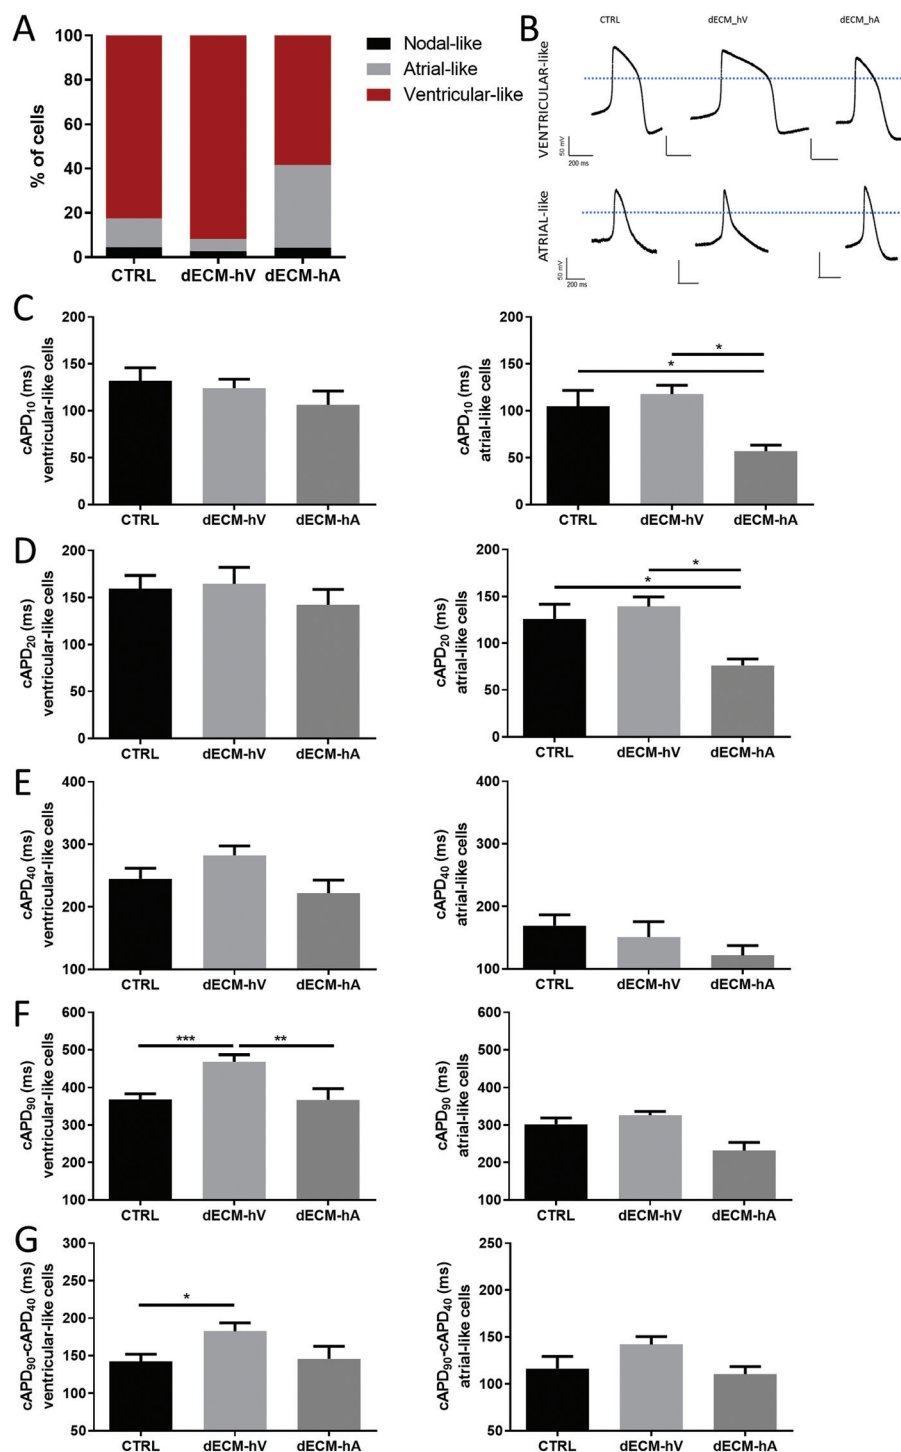 A
% of cells
100
80
60
40
20
0
CTRL dECM-hV dECM-hA
Nodal-like
Atrial-like
Ventricular-like
B
CTRL dECM_hV dECM_hA
VENTRICULAR-like
50 mV
200 ms
ATRIAL-like
50 mV
200 ms
C
cAPD10 (ms)
ventricular-like cells
200
150
100
50
0
CTRL dECM-hV dECM-hA
cAPD10 (ms)
atrial-like cells
200
150
100
50
0
*
*
CTRL dECM-hV dECM-hA
D
cAPD20 (ms)
ventricular-like cells
200
150
100
50
0
CTRL dECM-hV dECM-hA
cAPD20 (ms)
atrial-like cells
200
150
100
50
0
*
*
CTRL dECM-hV dECM-hA
E
cAPD40 (ms)
ventricular-like cells
400
300
200
100
CTRL dECM-hV dECM-hA
cAPD40 (ms)
atrial-like cells
400
300
200
100
CTRL dECM-hV dECM-hA
F
cAPD90 (ms)
ventricular-like cells
600
500
400
300
200
100
*** **
CTRL dECM-hV dECM-hA
cAPD90 (ms)
atrial-like cells
600
500
400
300
200
100
CTRL dECM-hV dECM-hA
G
cAPD90-cAPD40 (ms)
ventricular-like cells
300
250
200
150
100
50
*
CTRL dECM-hV dECM-hA
cAPD90-cAPD40 (ms)
atrial-like cells
250
200
150
100
50
CTRL dECM-hV dECM-hA